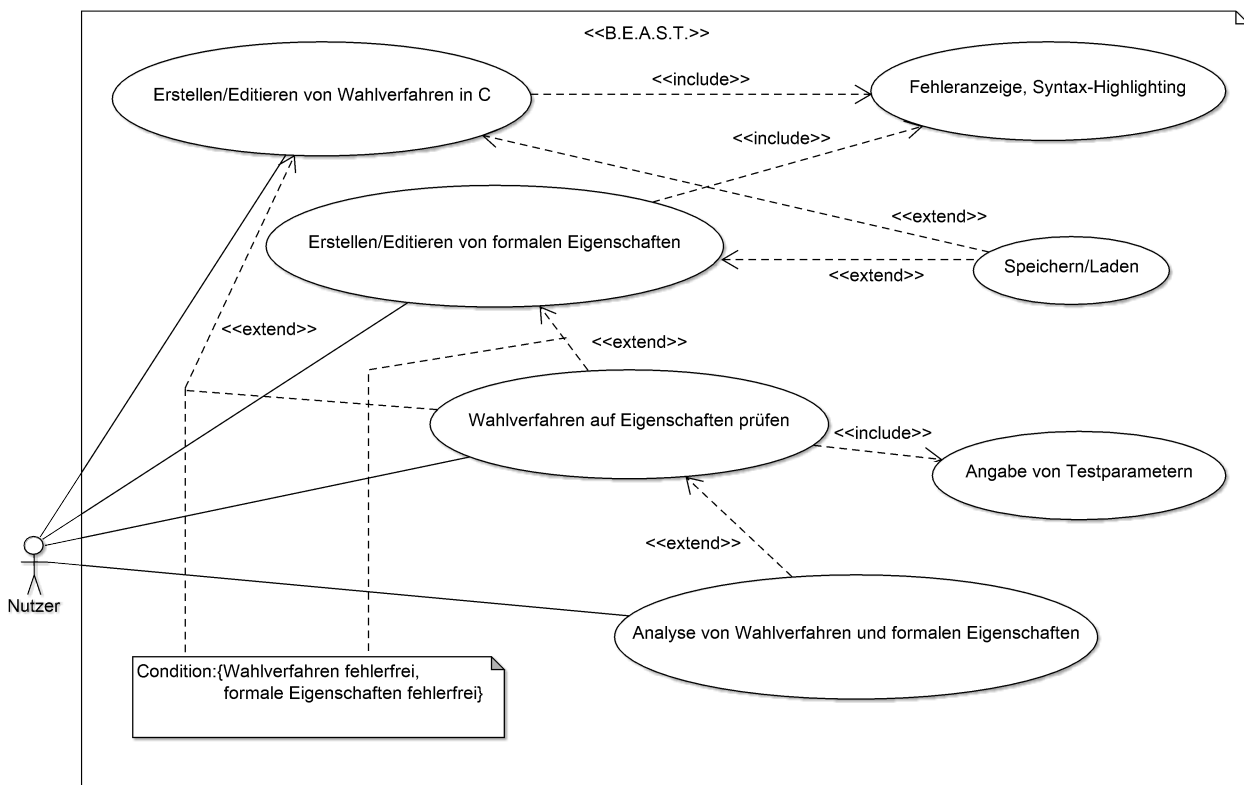 <<B.E.A.S.T.>>
Erstellen/Editieren von Wahlverfahren in C
<<include>>
Fehleranzeige, Syntax-Highlighting
<<include>>
<<extend>>
Erstellen/Editieren von formalen Eigenschaften
<<extend>>
Speichern/Laden
<<extend>>
<<extend>>
Wahlverfahren auf Eigenschaften prüfen
<<include>>
Angabe von Testparametern
<<extend>>
Nutzer
Analyse von Wahlverfahren und formalen Eigenschaften
Condition:{Wahlverfahren fehlerfrei,
formale Eigenschaften fehlerfrei}